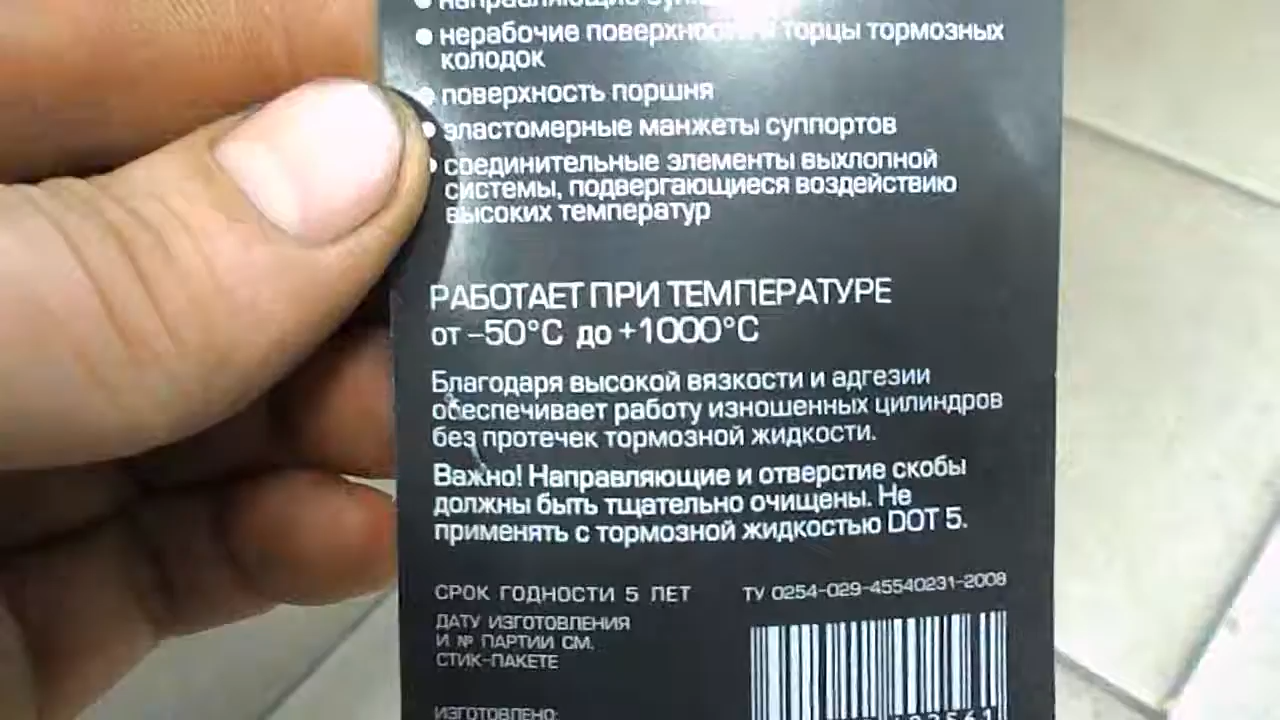 направляющие
нерабочие поверхности и торцы тормозных
колодок
поверхность поршня
эластомерные манжеты суппортов
соединительные элементы выхлопной
системы, подвергающиеся воздействию
высоких температур
РАБОТАЕТ ПРИ ТЕМПЕРАТУРЕ
от –50°C до +1000°C
Благодаря высокой вязкости и адгезии
обеспечивает работу изношенных цилиндров
без протечек тормозной жидкости.
Важно! Направляющие и отверстие скобы
должны быть тщательно очищены. Не
применять с тормозной жидкостью DOT 5.
СРОК ГОДНОСТИ 5 ЛЕТ
ТУ 0254-029-45540231-2008
ДАТУ ИЗГОТОВЛЕНИЯ
И № ПАРТИИ СМ.
СТИК-ПАКЕТЕ
ИЗГОТОВЛЕНО: